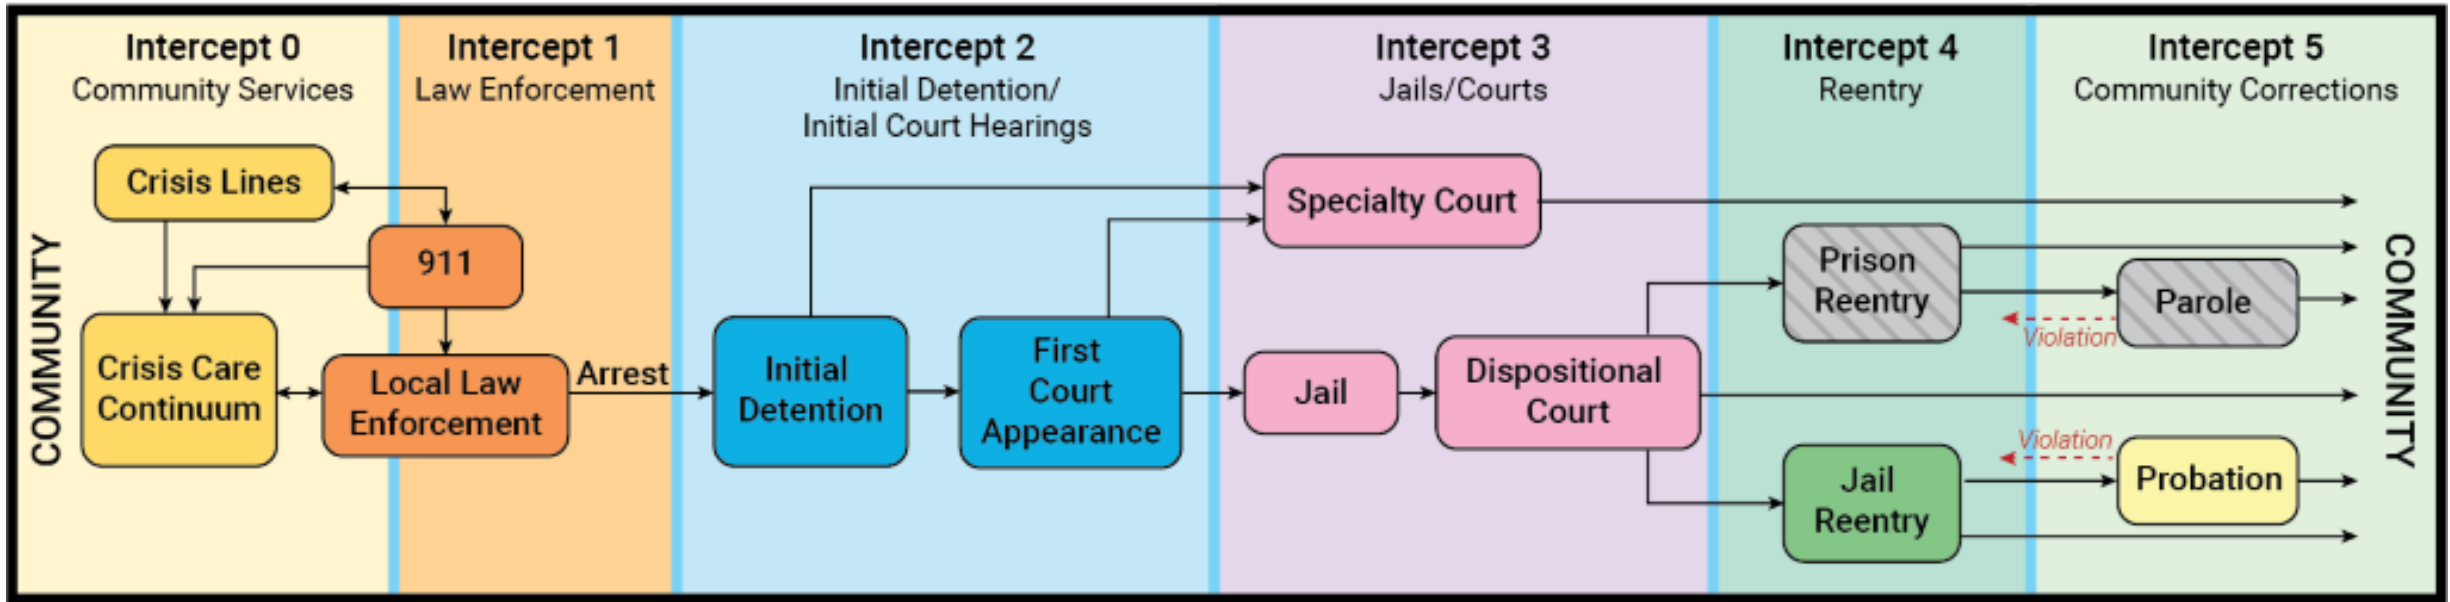 Intercept 0
Community Services
Intercept 1
Law Enforcement
Intercept 2
Initial Detention/
Initial Court Hearings
Intercept 3
Jails/Courts
Intercept 4
Reentry
Intercept 5
Community Corrections
COMMUNITY
Crisis Lines
911
Crisis Care
Continuum
Local Law
Enforcement
Arrest
Initial
Detention
First
Court
Appearance
Specialty Court
Jail
Dispositional
Court
Prison
Reentry
Parole
Violation
Violation
Jail
Reentry
Probation
COMMUNITY